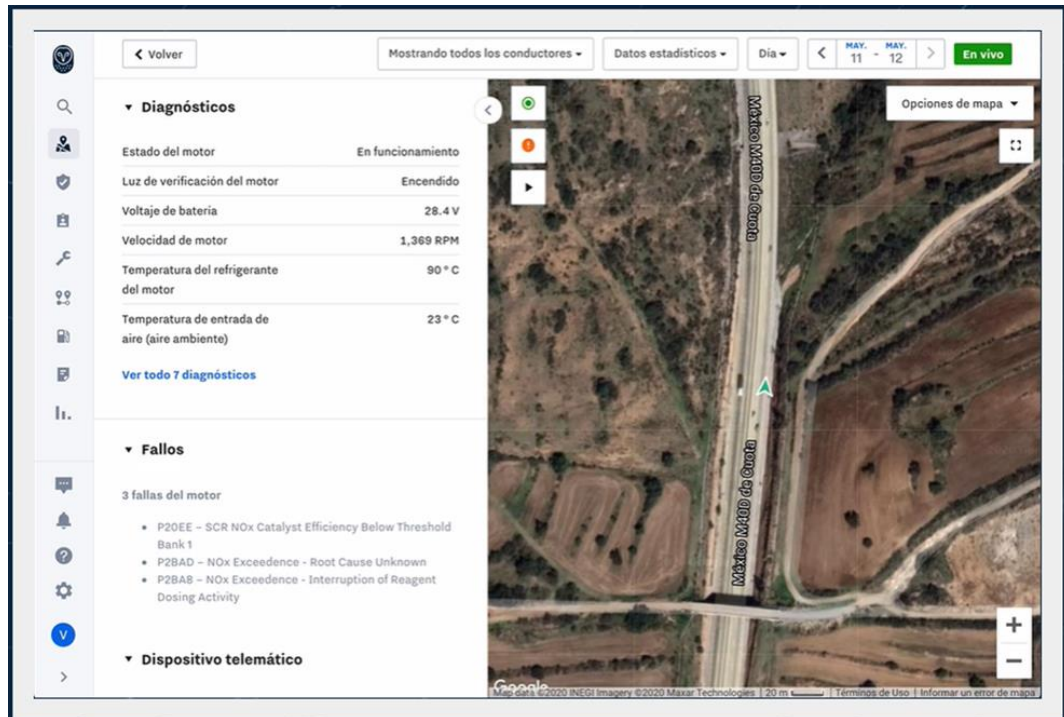 Volver
Mostrando todos los conductores
Datos estadísticos
Día
MAY. 11 - MAY. 12
En vivo
Diagnósticos
Estado del motor En funcionamiento
Luz de verificación del motor Encendido
Voltaje de batería 28.4 V
Velocidad de motor 1,369 RPM
Temperatura del refrigerante
del motor 90 ° C
Temperatura de entrada de
aire (aire ambiente) 23 ° C
Ver todo 7 diagnósticos
Fallos
3 fallas del motor
• P20EE – SCR NOx Catalyst Efficiency Below Threshold
Bank 1
• P2BAD – NOx Exceedence - Root Cause Unknown
• P2BA8 – NOx Exceedence - Interruption of Reagent
Dosing Activity
Dispositivo telemático
V
Opciones de mapa
México M40D de Cuota
México M40D de Cuota
Google
Map data ©2020 INEGI Imagery ©2020 Maxar Technologies | 20 m | Términos de Uso | Informar un error de mapa